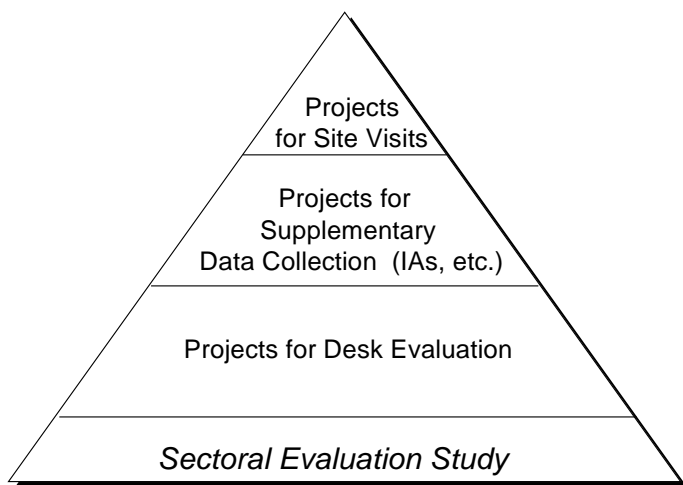 Projects
for Site Visits
Projects for
Supplementary
Data Collection (IAs, etc.)
Projects for Desk Evaluation
Sectoral Evaluation Study